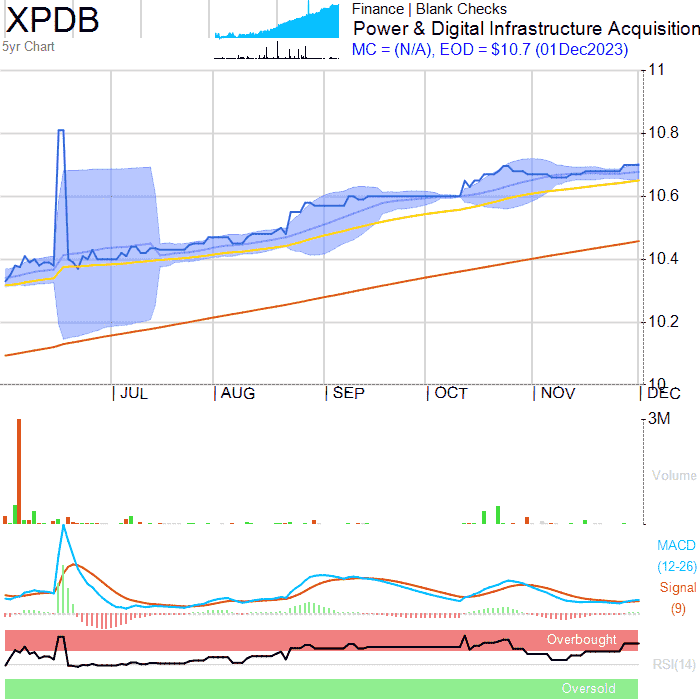 XPDB
5yr Chart
Finance | Blank Checks
Power & Digital Infrastructure Acquisition
MC = (N/A), EOD = $10.7 (01Dec2023)
11
10.8
10.6
10.4
10.2
10
JUL
AUG
SEP
OCT
NOV
DEC
3M
Volume
MACD
(12-26)
Signal
(9)
Overbought
RSI(14)
Oversold